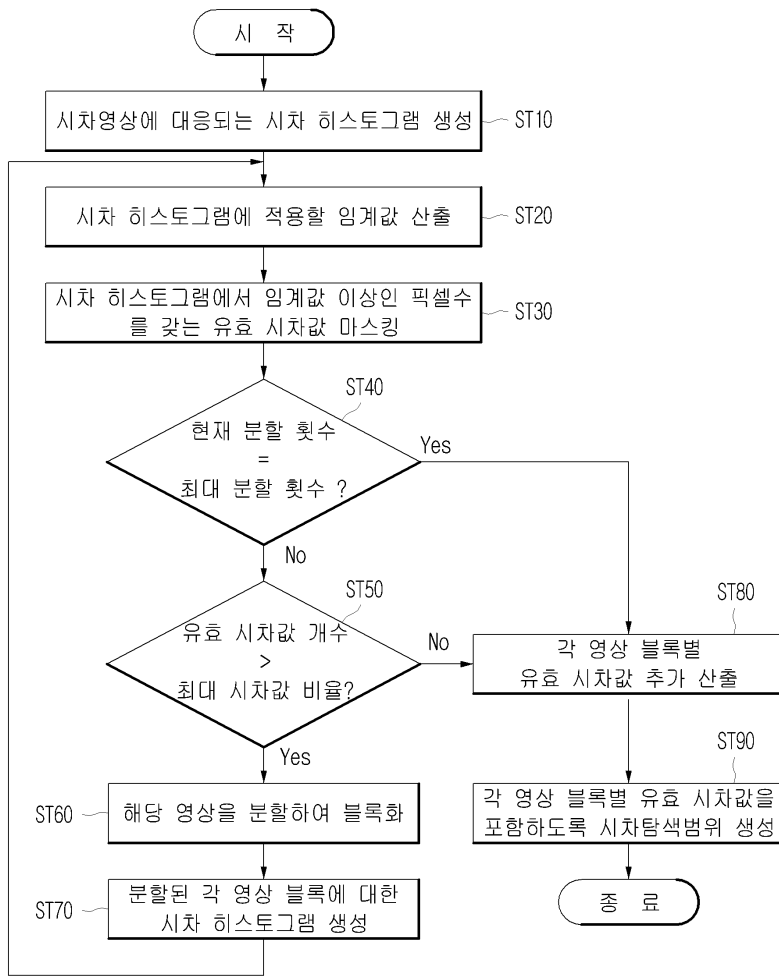 시 작
시차영상에 대응되는 시차 히스토그램 생성
ST10
시차 히스토그램에 적용할 임계값 산출
ST20
시차 히스토그램에서 임계값 이상인 픽셀수
를 갖는 유효 시차값 마스킹
ST30
ST40
현재 분할 횟수
=
최대 분할 횟수 ?
Yes
No
ST50
유효 시차값 개수
>
최대 시차값 비율?
No
Yes
ST80
각 영상 블록별
유효 시차값 추가 산출
ST60
해당 영상을 분할하여 블록화
ST90
각 영상 블록별 유효 시차값을
포함하도록 시차탐색범위 생성
ST70
분할된 각 영상 블록에 대한
시차 히스토그램 생성
종 료